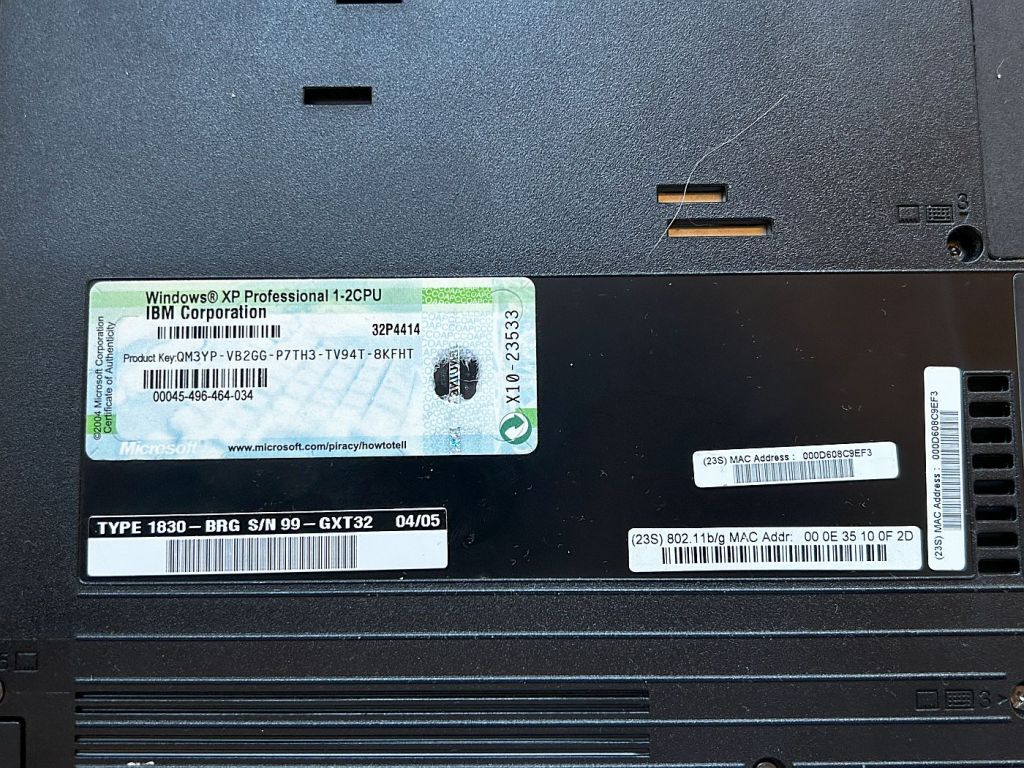 Windows® XP Professional 1-2CPU
IBM Corporation
32P4414
Product Key:QM3YP-VB2GG-P7TH3-TV94T-8KFHT
00045-496-464-034
©2004 Microsoft Corporation
Certificate of Authenticity
Microsoft
www.microsoft.com/piracy/howtotell
X10-23533
TYPE 1830-BRG S/N 99-GXT32 04/05
(23S) MAC Address : 000D608C9EF3
(23S) 802.11b/g MAC Addr: 00 0E 35 10 0F 2D
(23S) MAC Address : 000D608C9EF3
3
3 >